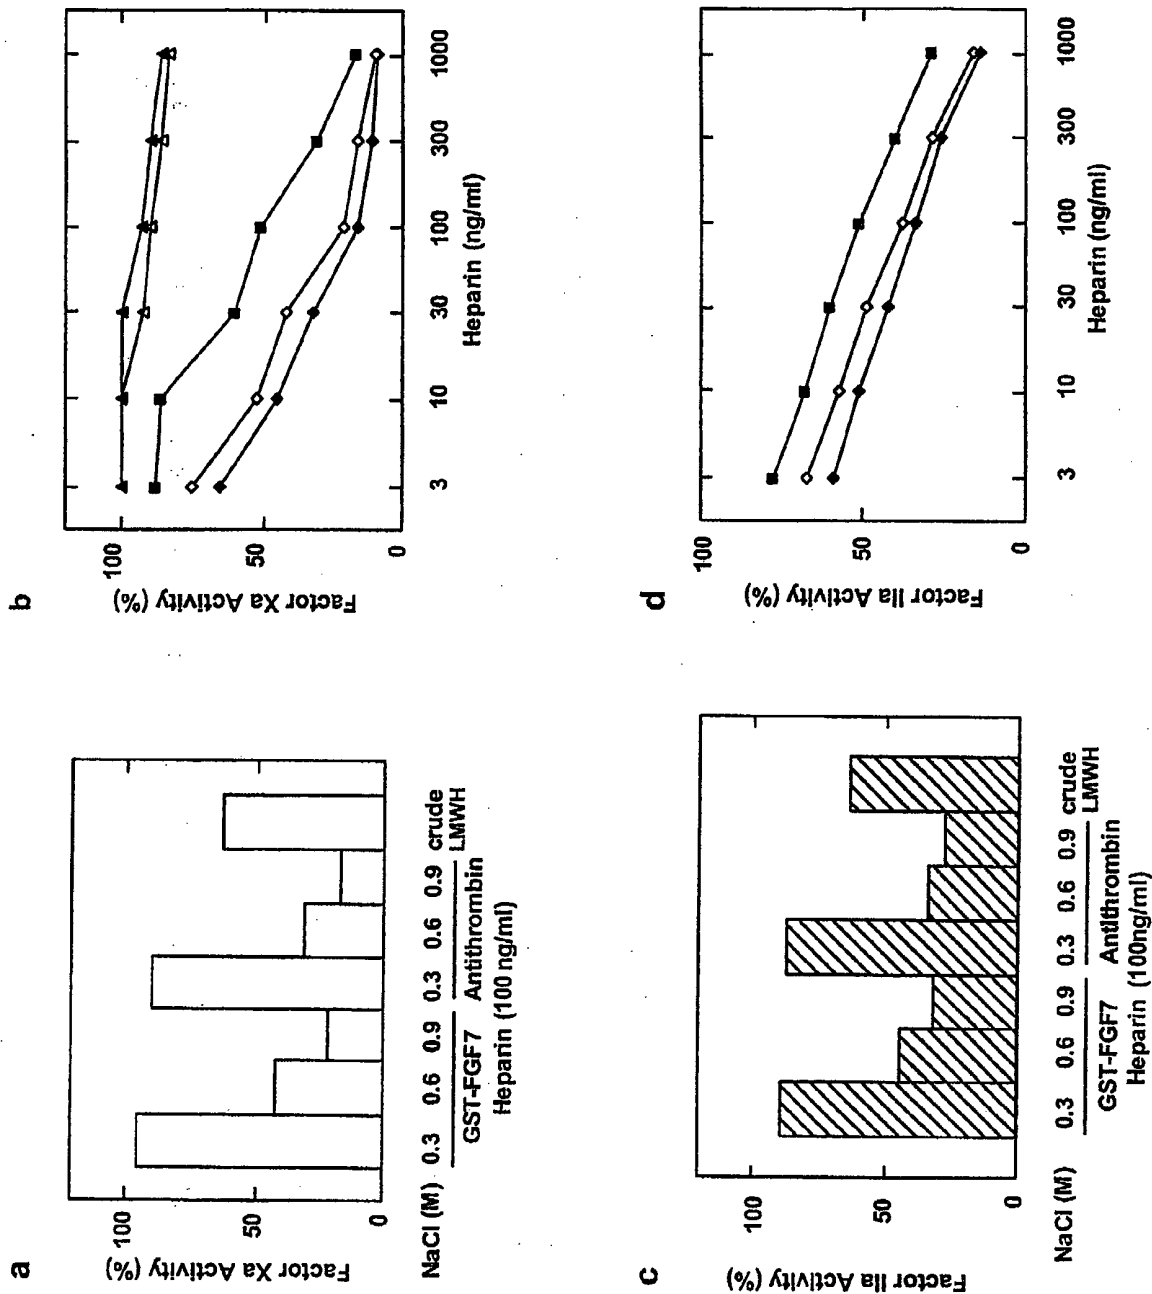 a
Factor Xa Activity (%)
100
50
0
NaCl (M)
0.3 0.6 0.9 0.3 0.6 0.9 crude
GST-FGF7 Antithrombin LMWH
Heparin (100 ng/ml)
b
Factor Xa Activity (%)
100
50
0
3 10 30 100 300 1000
Heparin (ng/ml)
c
Factor IIa Activity (%)
100
50
0
NaCl (M)
0.3 0.6 0.9 0.3 0.6 0.9 crude
GST-FGF7 Antithrombin LMWH
Heparin (100ng/ml)
d
Factor IIa Activity (%)
100
50
0
3 10 30 100 300 1000
Heparin (ng/ml)